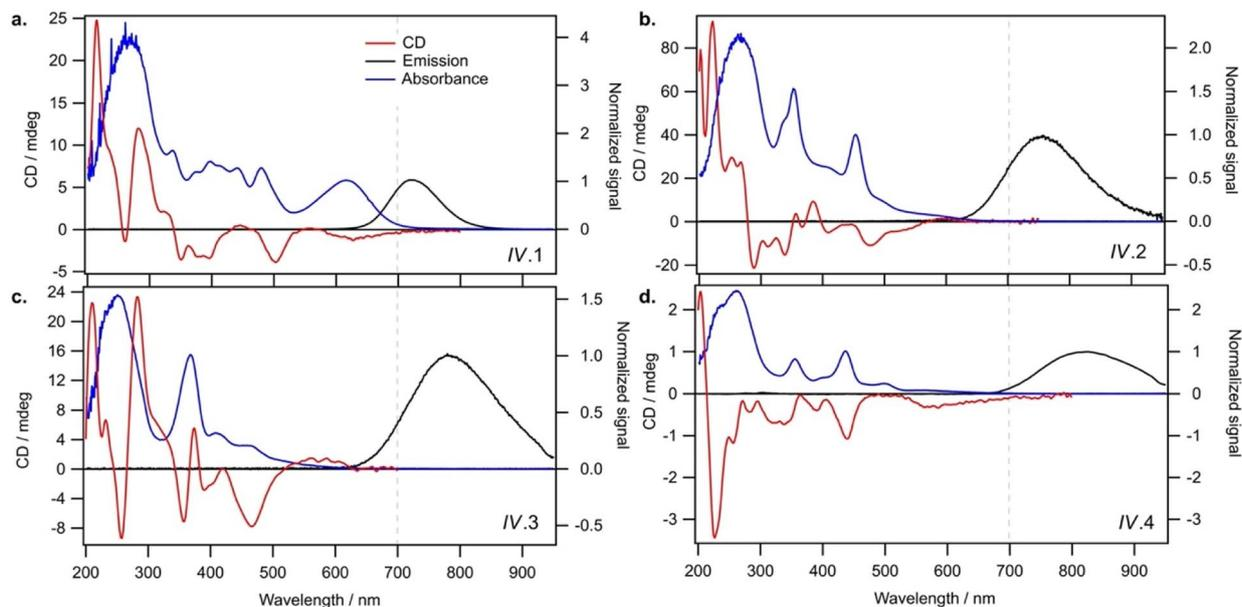 a.
25
20
15
10
5
0
-5
CD / mdeg
CD
Emission
Absorbance
4
3
2
1
0
Normalized signal
IV.1
b.
80
60
40
20
0
-20
CD / mdeg
2.0
1.5
1.0
0.5
0.0
-0.5
Normalized signal
IV.2
c.
24
20
16
12
8
4
0
-4
-8
CD / mdeg
1.5
1.0
0.5
0.0
-0.5
Normalized signal
IV.3
200 300 400 500 600 700 800 900
Wavelength / nm
d.
2
1
0
-1
-2
-3
CD / mdeg
2
1
0
-1
-2
-3
Normalized signal
IV.4
200 300 400 500 600 700 800 900
Wavelength / nm